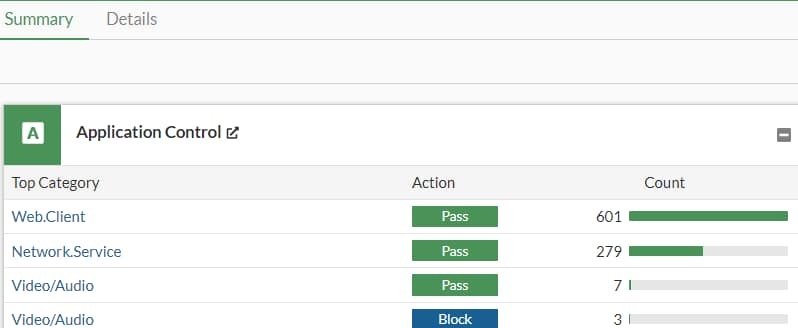 Summary Details
A Application Control
Top Category Action Count
Web.Client Pass 601
Network.Service Pass 279
Video/Audio Pass 7
Video/Audio Block 3